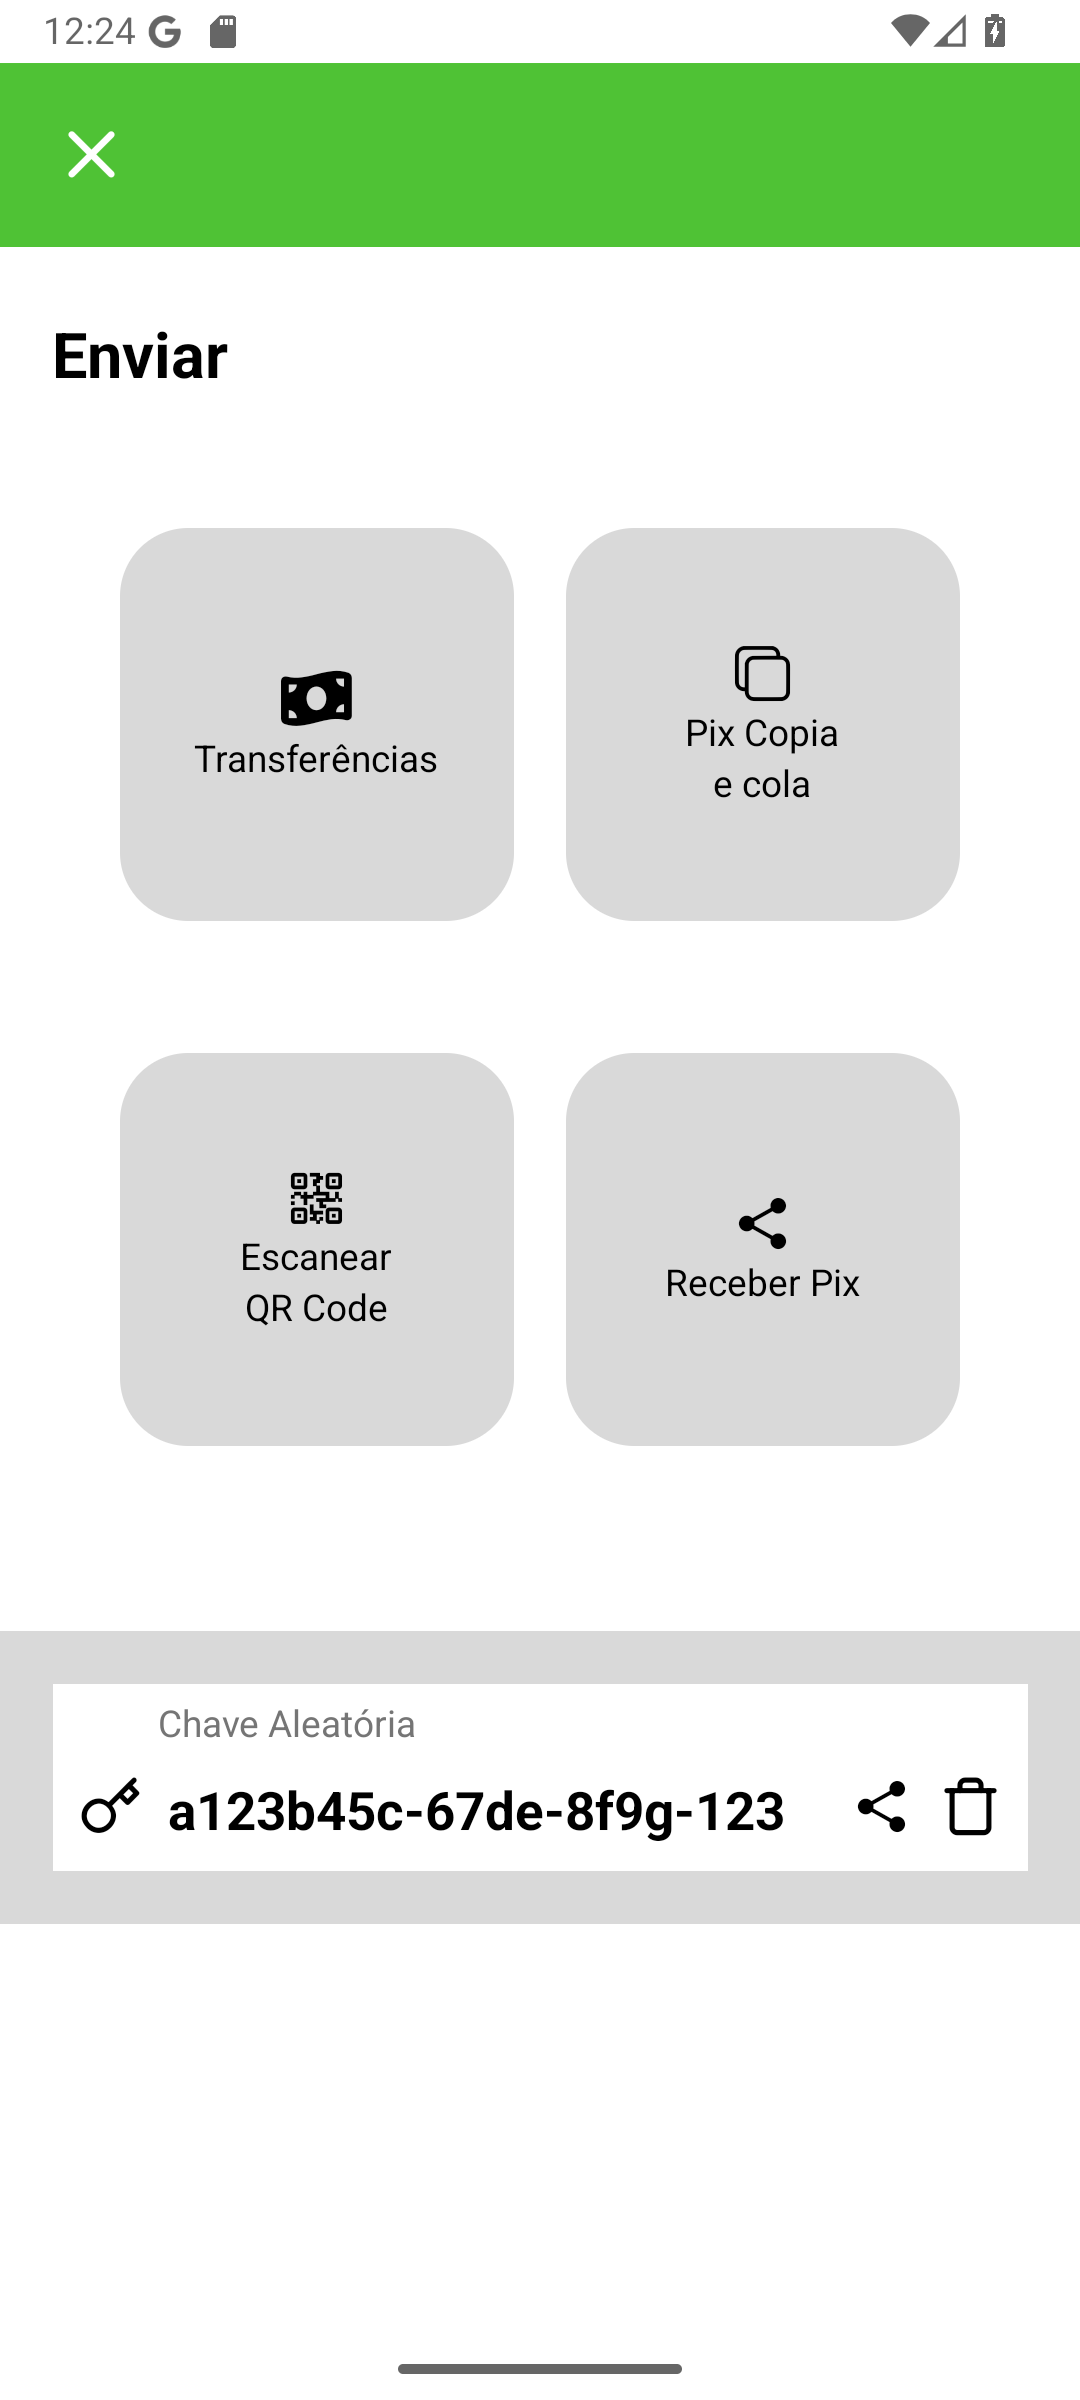 12:24
Enviar
Transferências
Pix Copia
e cola
Escanear
QR Code
Receber Pix
Chave Aleatória
a123b45c-67de-8f9g-123